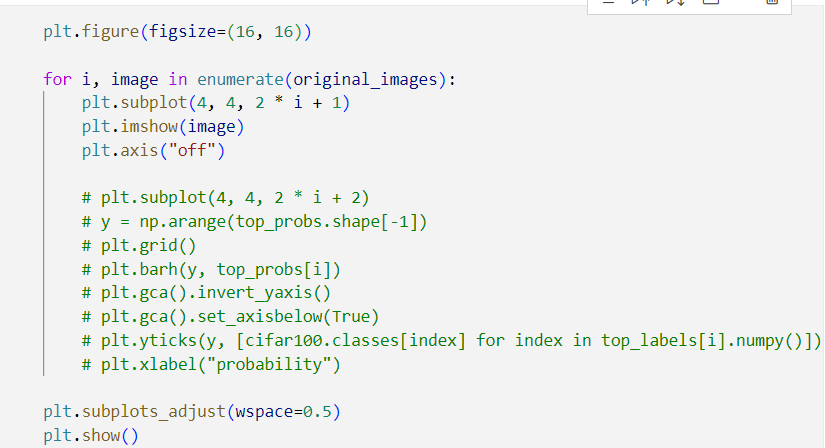 plt.figure(figsize=(16, 16))
for i, image in enumerate(original_images):
    plt.subplot(4, 4, 2 * i + 1)
    plt.imshow(image)
    plt.axis("off")
    # plt.subplot(4, 4, 2 * i + 2)
    # y = np.arange(top_probs.shape[-1])
    # plt.grid()
    # plt.barh(y, top_probs[i])
    # plt.gca().invert_yaxis()
    # plt.gca().set_axisbelow(True)
    # plt.yticks(y, [cifar100.classes[index] for index in top_labels[i].numpy()])
    # plt.xlabel("probability")
plt.subplots_adjust(wspace=0.5)
plt.show()